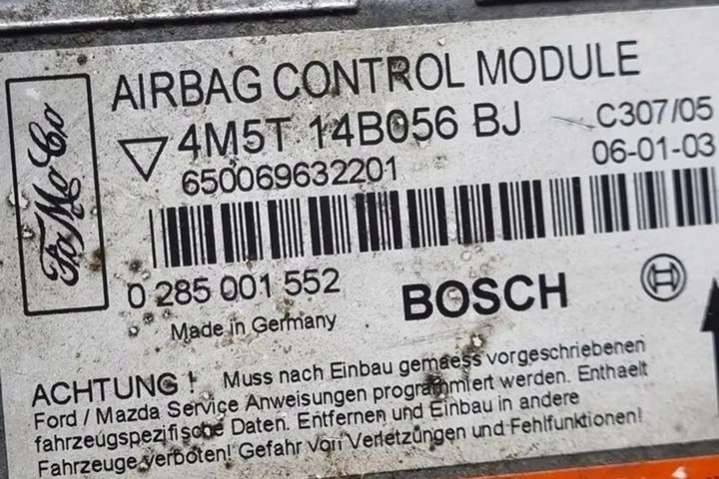 FoMoCo
AIRBAG CONTROL MODULE
4M5T 14B056 BJ
C307/05
650069632201
06-01-03
0 285 001 552
BOSCH
Made in Germany
ACHTUNG ! Muss nach Einbau gemaess vorgeschriebenen
Ford / Mazda Service Anweisungen programmiert werden. Enthaelt
fahrzeugspezifische Daten. Entfernen und Einbau in andere
Fahrzeuge verboten! Gefahr von Verletzungen und Fehlfunktionen!